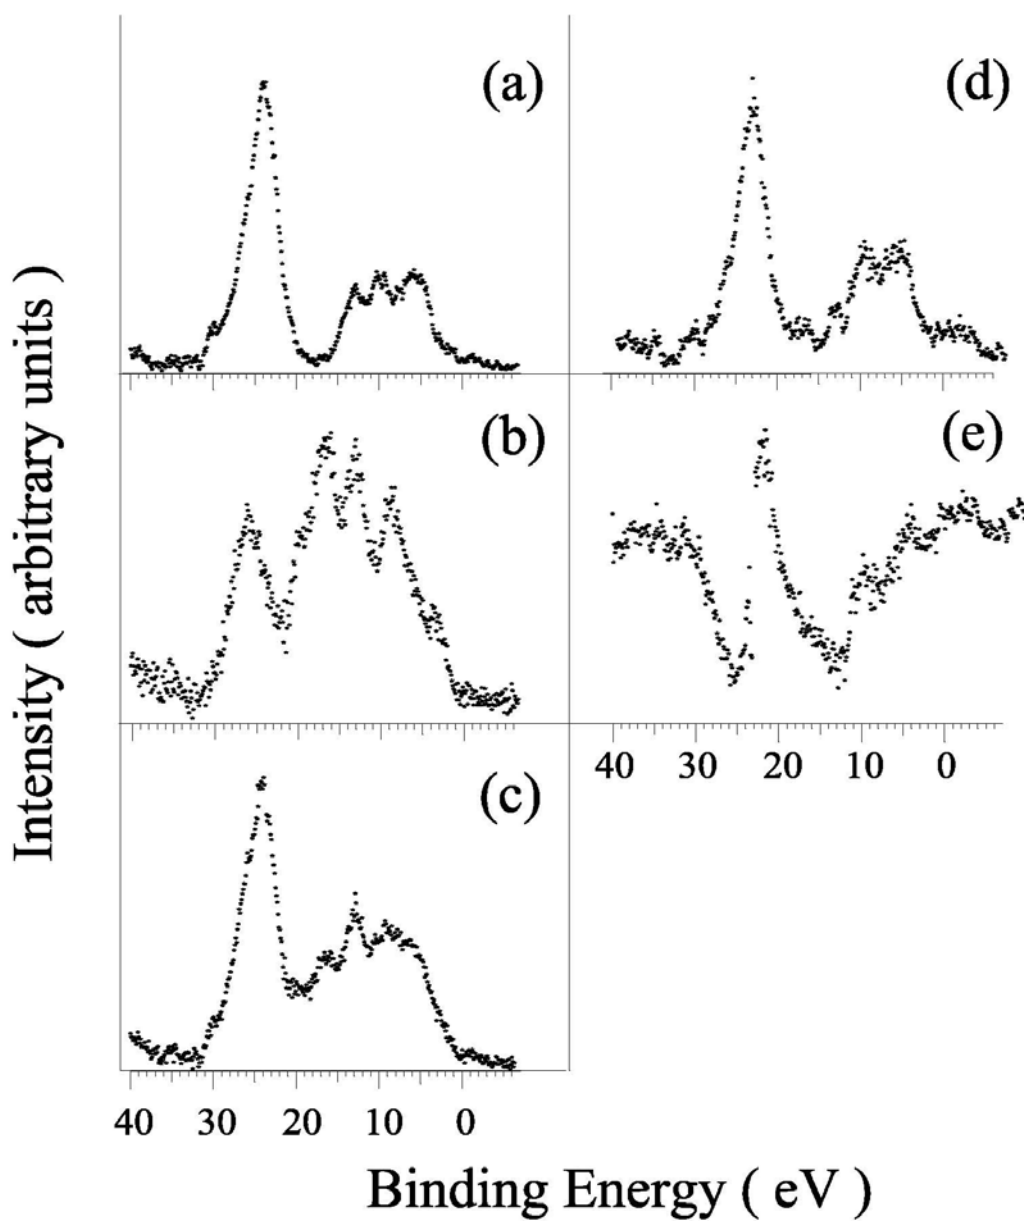 (a)
(d)
(b)
(e)
40 30 20 10 0
(c)
40 30 20 10 0
Binding Energy ( eV )
Intensity ( arbitrary units )